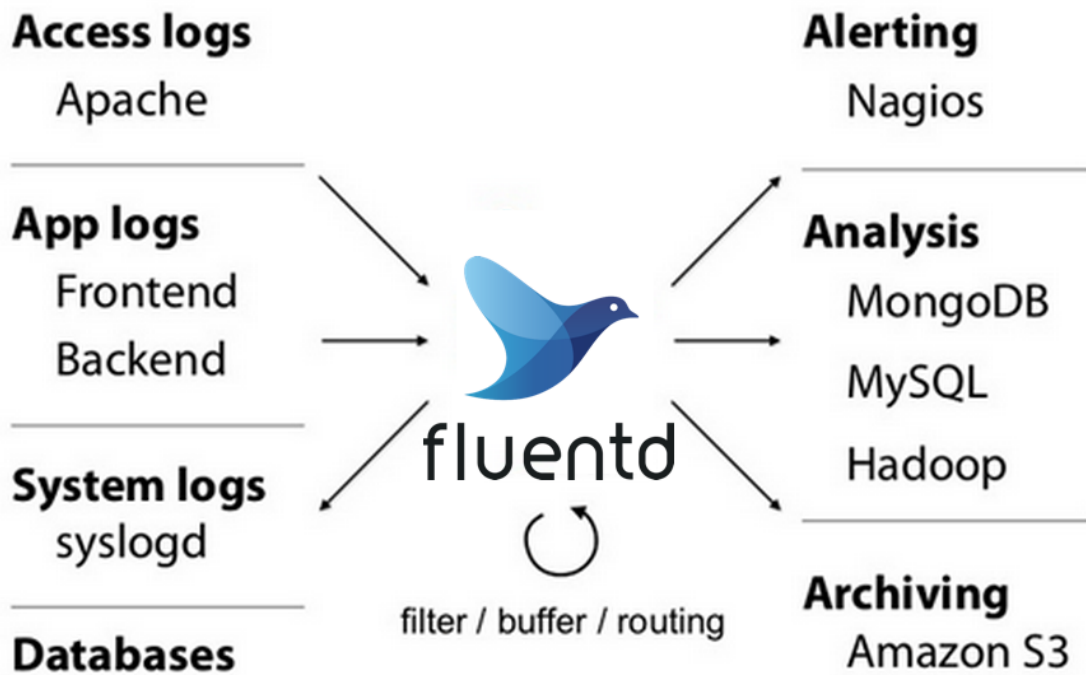 Access logs
Apache
App logs
Frontend
Backend
System logs
syslogd
Databases
fluentd
filter / buffer / routing
Alerting
Nagios
Analysis
MongoDB
MySQL
Hadoop
Archiving
Amazon S3